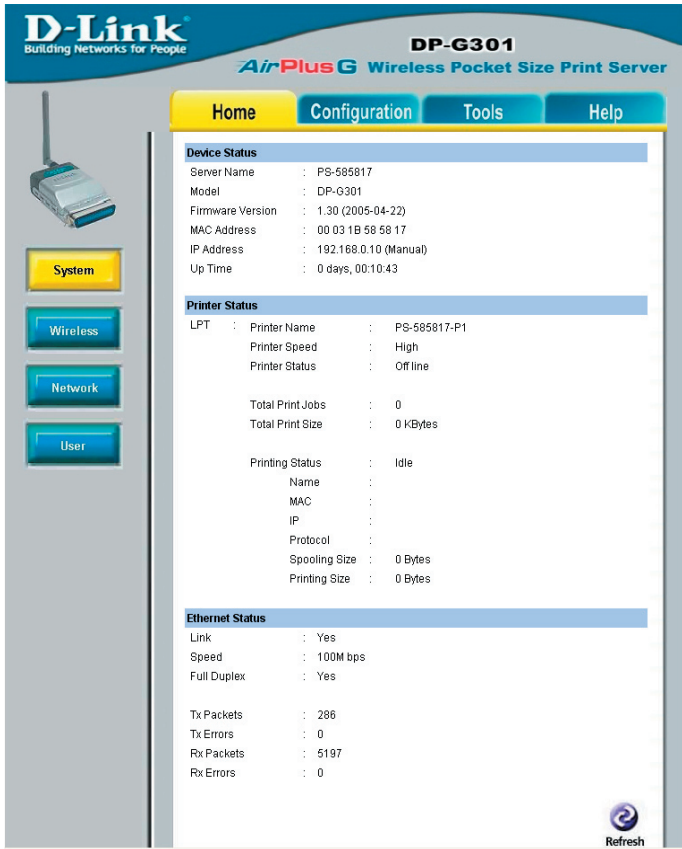 D-Link
Building Networks for People
DP-G301
AirPlus G Wireless Pocket Size Print Server
Home Configuration Tools Help
System
Wireless
Network
User
Device Status
Server Name : PS-585817
Model : DP-G301
Firmware Version : 1.30 (2005-04-22)
MAC Address : 00 03 1B 58 58 17
IP Address : 192.168.0.10 (Manual)
Up Time : 0 days, 00:10:43
Printer Status
LPT : Printer Name : PS-585817-P1
Printer Speed : High
Printer Status : Off line
Total Print Jobs : 0
Total Print Size : 0 KBytes
Printing Status : Idle
Name :
MAC :
IP :
Protocol :
Spooling Size : 0 Bytes
Printing Size : 0 Bytes
Ethernet Status
Link : Yes
Speed : 100M bps
Full Duplex : Yes
Tx Packets : 286
Tx Errors : 0
Rx Packets : 5197
Rx Errors : 0
Refresh